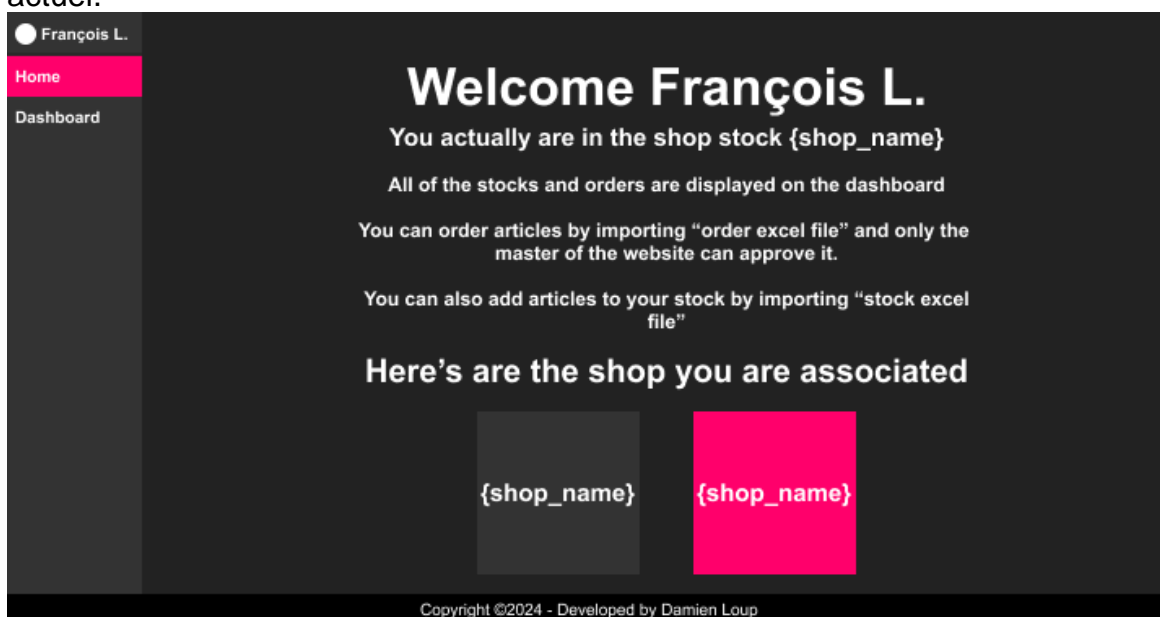 actuel.
François L.
Home
Dashboard
Welcome François L.
You actually are in the shop stock {shop_name}
All of the stocks and orders are displayed on the dashboard
You can order articles by importing “order excel file” and only the
master of the website can approve it.
You can also add articles to your stock by importing “stock excel
file”
Here’s are the shop you are associated
{shop_name}
{shop_name}
Copyright ©2024 - Developed by Damien Loup